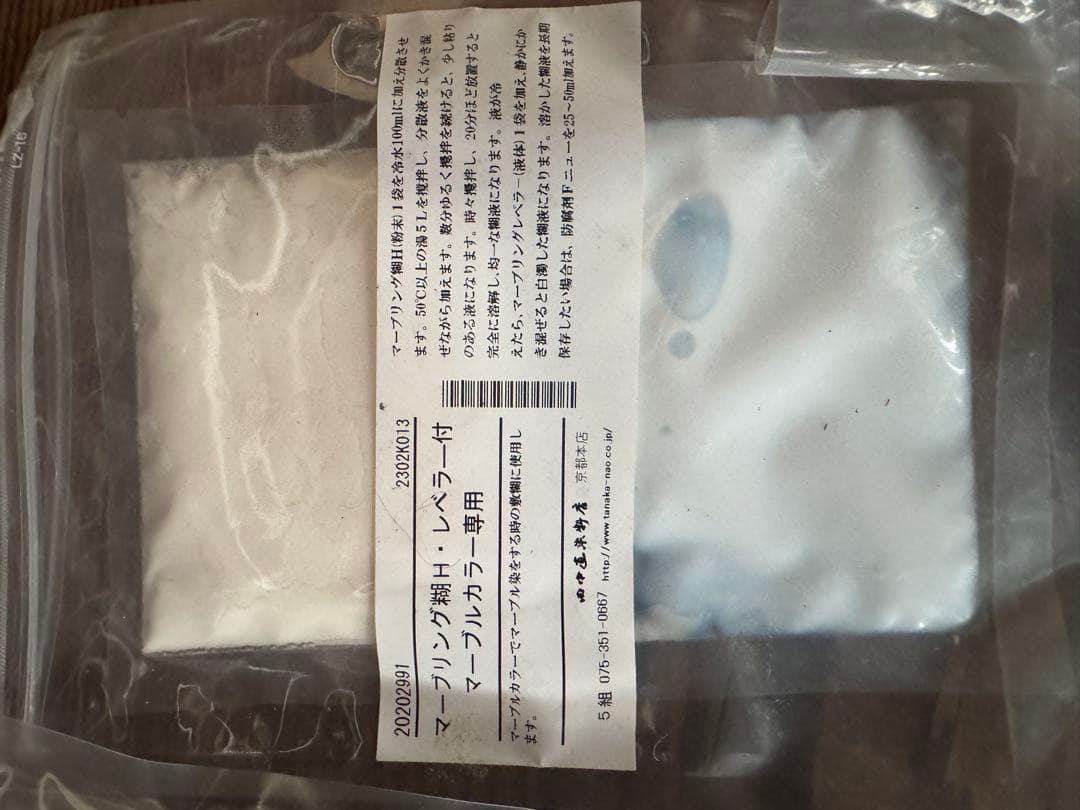 20202991 2302K013
マーブリング糊H・レベラー付
マーブルカラー専用
マーブルカラーでマーブル染をする時の敷糊に使用し
ます。
田中直染料店 京都本店
5組 075-351-0667 http://www.tanaka-nao.co.jp/
マーブリング糊H(粉末)1袋を冷水100mlに加え分散させ
ます。50℃以上の湯5Lを攪拌し、分散液をよくかき混
ぜながら加えます。数分ゆるく攪拌を続けると、少し粘り
のある液になります。時々攪拌し、20分ほど放置すると
完全に溶解し、均一な糊液になります。液が冷
えたら、マーブリングレベラー(液体)1袋を加え、静かにか
き混ぜると白濁した糊液になります。溶かした糊液を長期
保存したい場合は、防腐剤Fニューを25~50ml加えます。
LZ-16